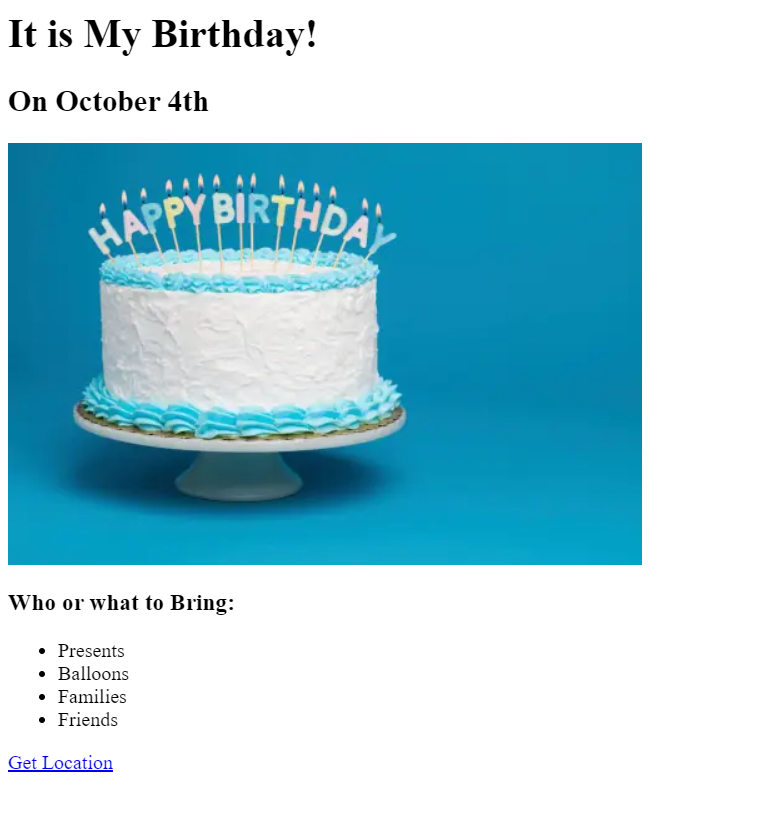 It is My Birthday!
On October 4th
HAPPY BIRTHDAY
Who or what to Bring:
Presents
Balloons
Families
Friends
Get Location